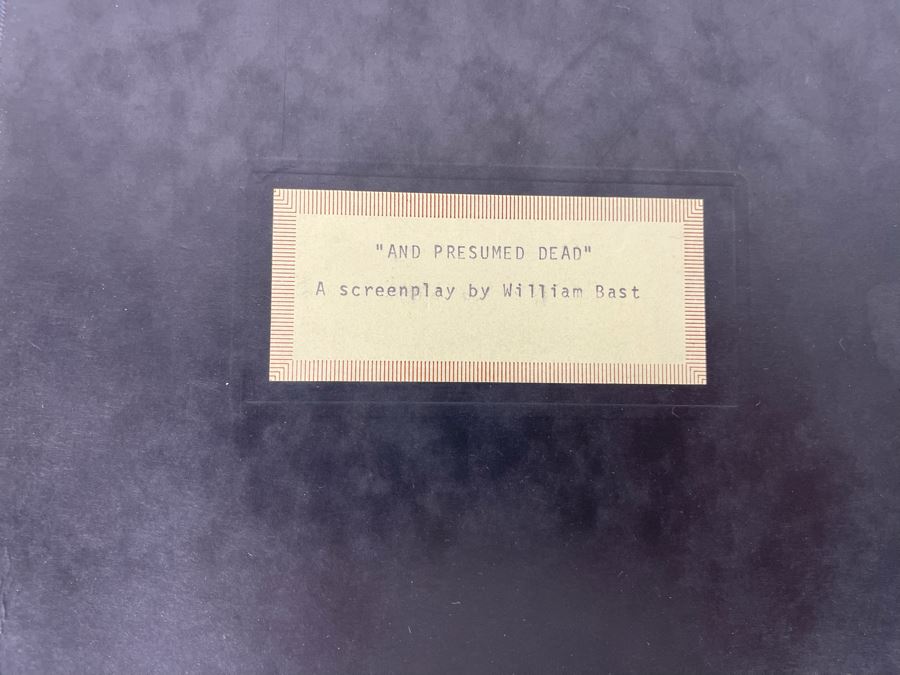 "AND PRESUMED DEAD"
A screenplay by William Bast